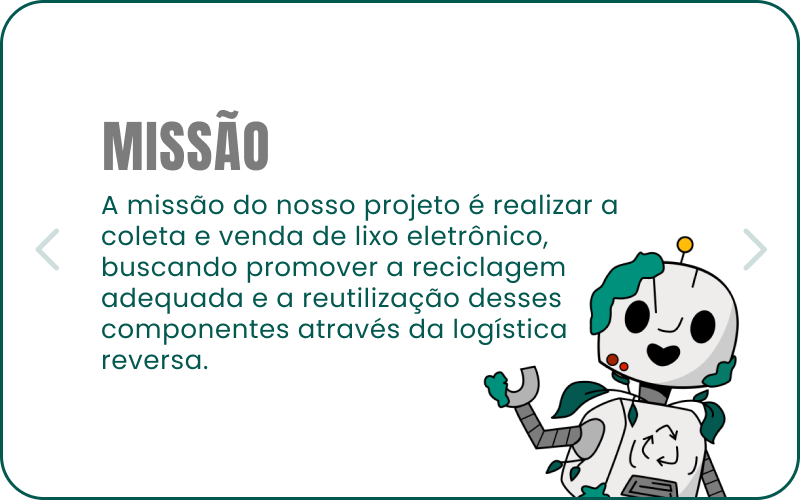 MISSÃO
A missão do nosso projeto é realizar a
coleta e venda de lixo eletrônico,
buscando promover a reciclagem
adequada e a reutilização desses
componentes através da logística
reversa.